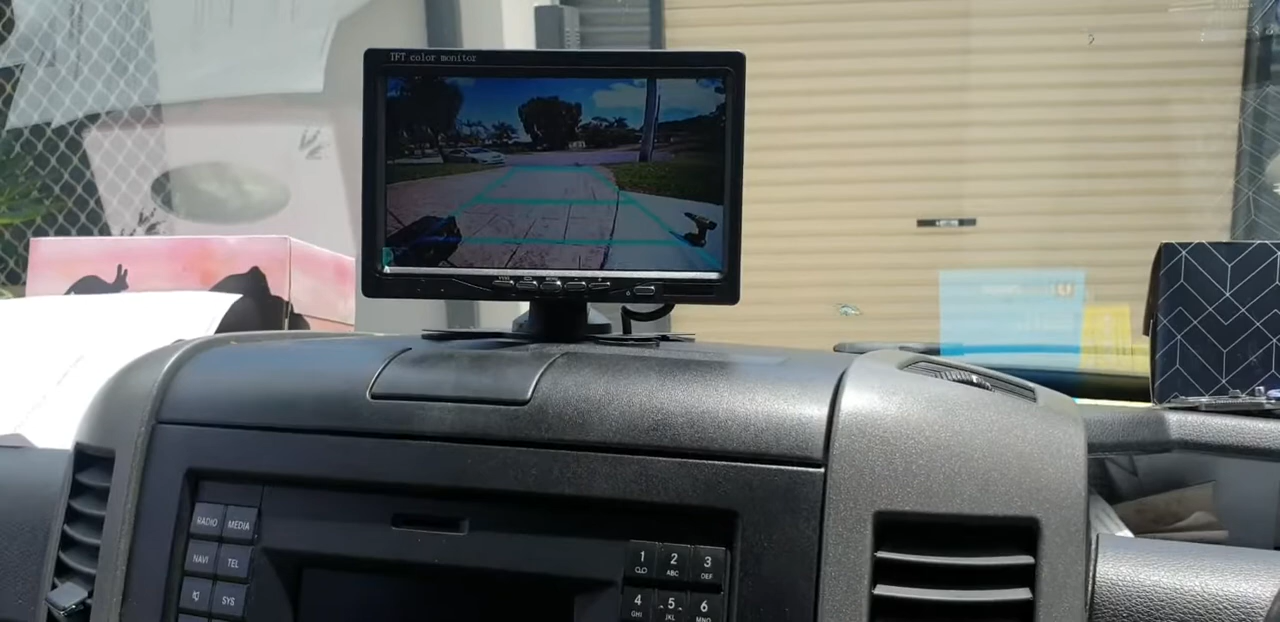 TFT color monitor
RADIO MEDIA
NAVI TEL
SYS
1 2 3
ABC DEF
4 5 6
GHI JKL MNO